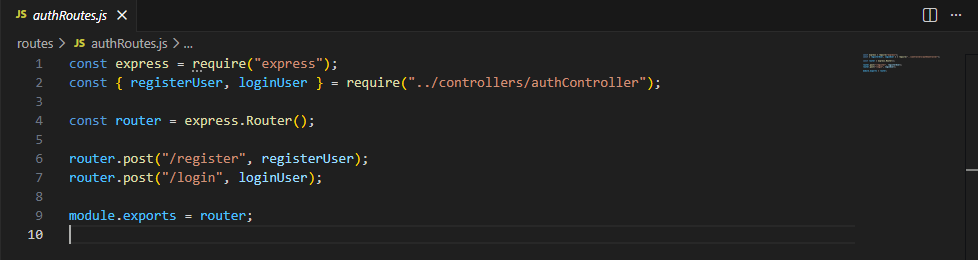 JS authRoutes.js ×
routes > JS authRoutes.js > ...
1 const express = require("express");
2 const { registerUser, loginUser } = require("../controllers/authController");
3
4 const router = express.Router();
5
6 router.post("/register", registerUser);
7 router.post("/login", loginUser);
8
9 module.exports = router;
10